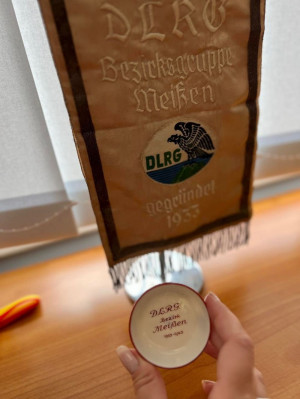 DLRG
Bezirksgruppe
Meißen
DLRG
gegründet
1933
DLRG
Bezirk
Meißen